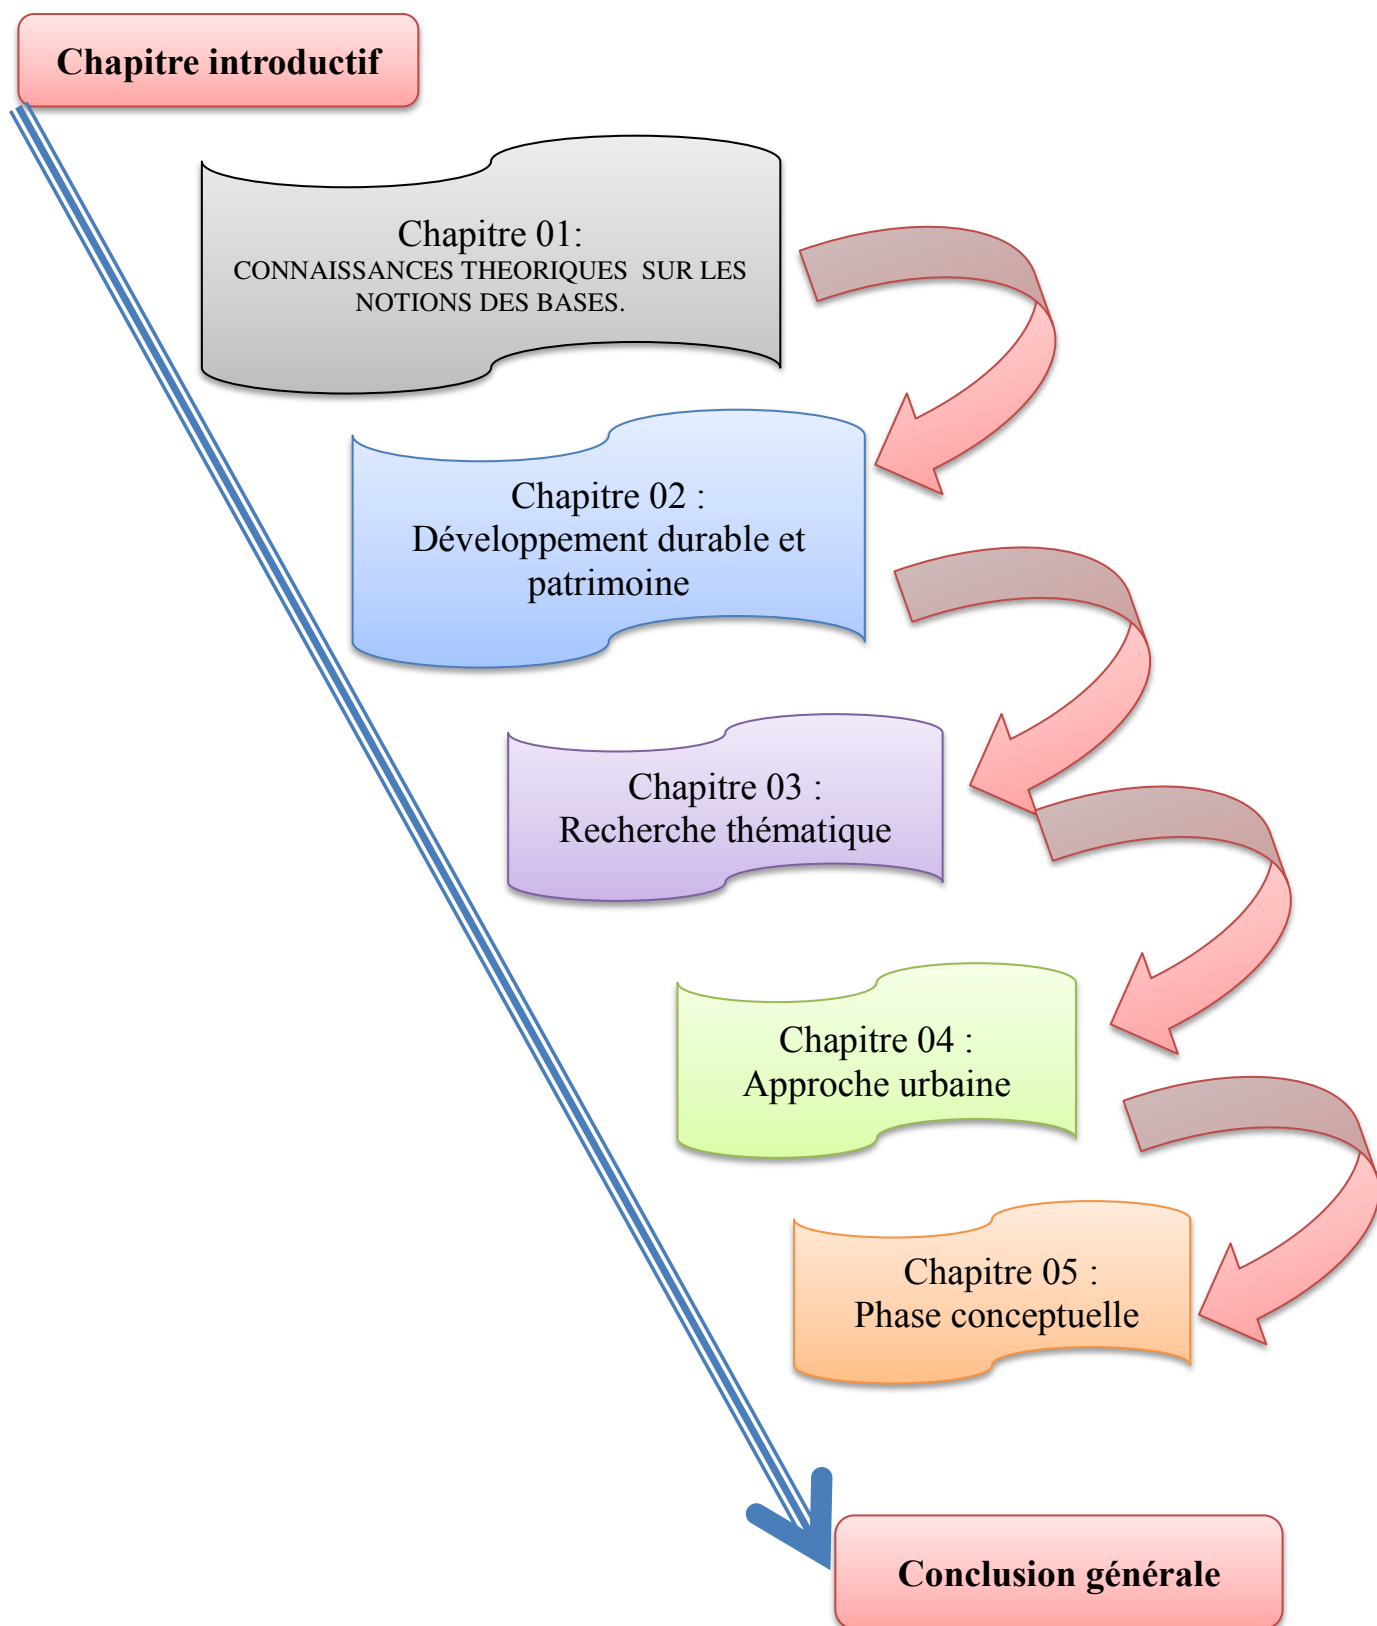 Chapitre introductif
Chapitre 01:
CONNAISSANCES THEORIQUES  SUR LES
NOTIONS DES BASES.
Chapitre 02 :
Développement durable et
patrimoine
Chapitre 03 :
Recherche thématique
Chapitre 04 :
Approche urbaine
Chapitre 05 :
Phase conceptuelle
Conclusion générale